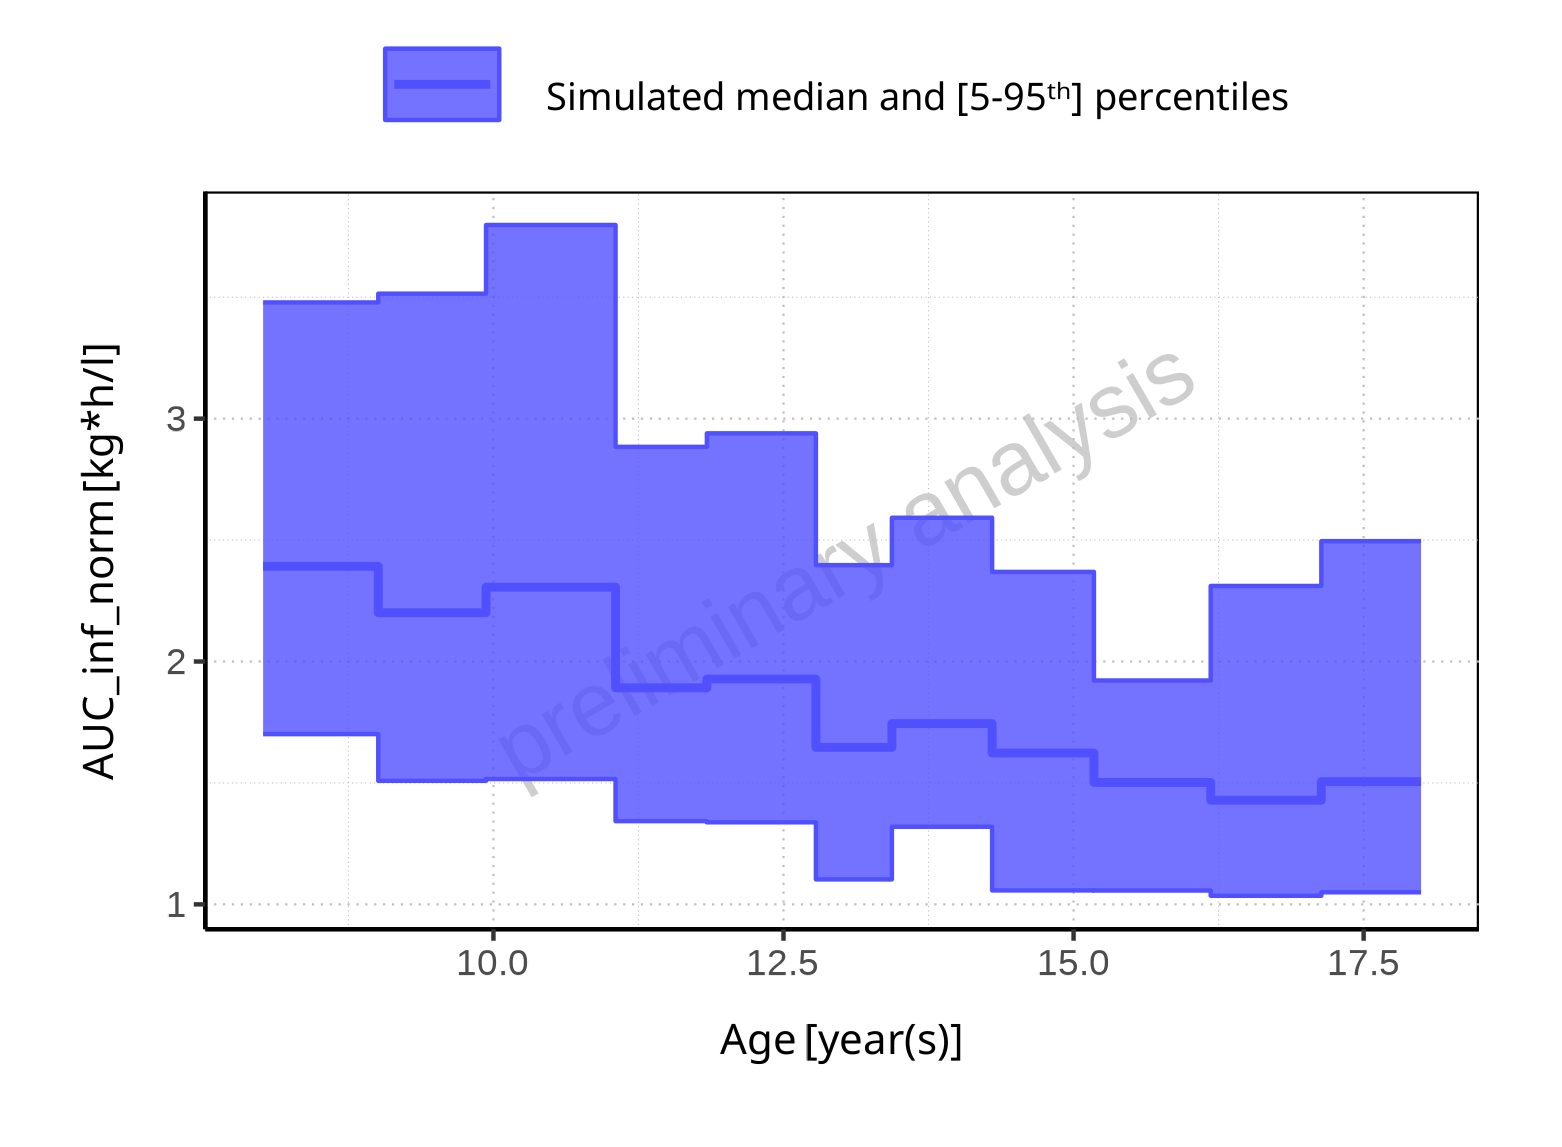 Simulated median and [5-95th] percentiles
AUC_inf_norm [kg*h/l]
3
2
1
preliminary analysis
10.0 12.5 15.0 17.5
Age [year(s)]